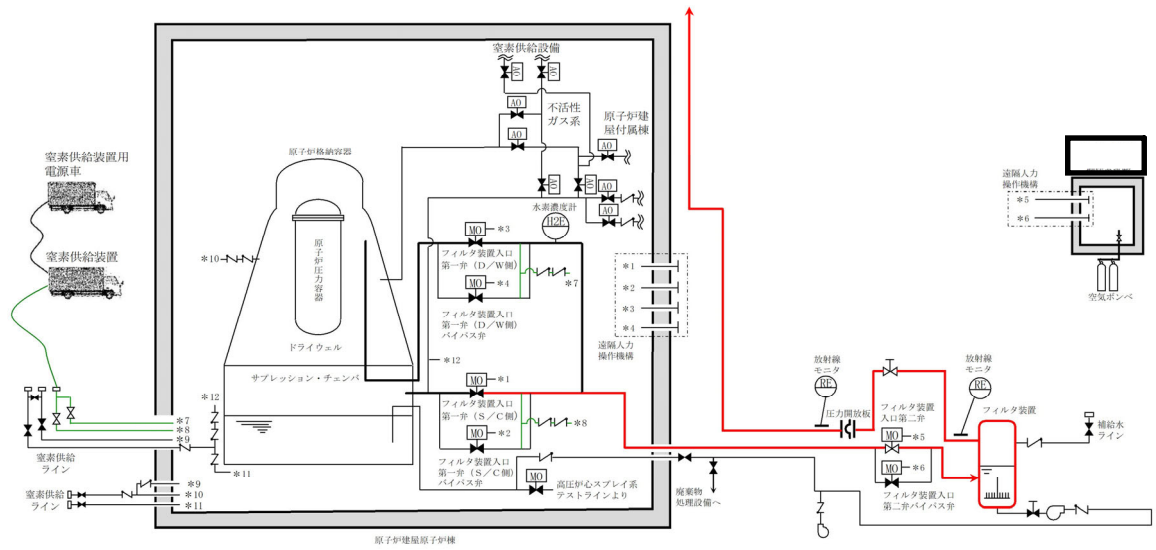 窒素供給設備
AO
AO
AO
不活性
ガス系
原子炉建
屋付属棟
AO
AO
AO
AO
AO
AO
窒素供給装置用
電源車
窒素供給装置
原子炉格納容器
原子炉圧力容器
ドライウェル
サプレッション・チェンバ
*10
*12
*11
水素濃度計
H2E
MO
*3
フィルタ装置入口
第一弁（D／W側）
MO
*4
*7
フィルタ装置入口
第一弁（D／W側）
バイパス弁
*12
MO
*1
フィルタ装置入口
第一弁（S／C側）
MO
*2
*8
フィルタ装置入口
第一弁（S／C側）
バイパス弁
MO
高圧炉心スプレイ系
テストラインより
*1
*2
*3
*4
遠隔人力
操作機構
遠隔人力
操作機構
*5
*6
空気ボンベ
放射線
モニタ
RE
圧力開放板
フィルタ装置
入口第二弁
MO
*5
MO
*6
フィルタ装置入口
第二弁バイパス弁
放射線
モニタ
RE
フィルタ装置
補給水
ライン
廃棄物
処理設備へ
*7
*8
*9
窒素供給
ライン
*9
*10
*11
窒素供給
ライン
原子炉建屋原子炉棟